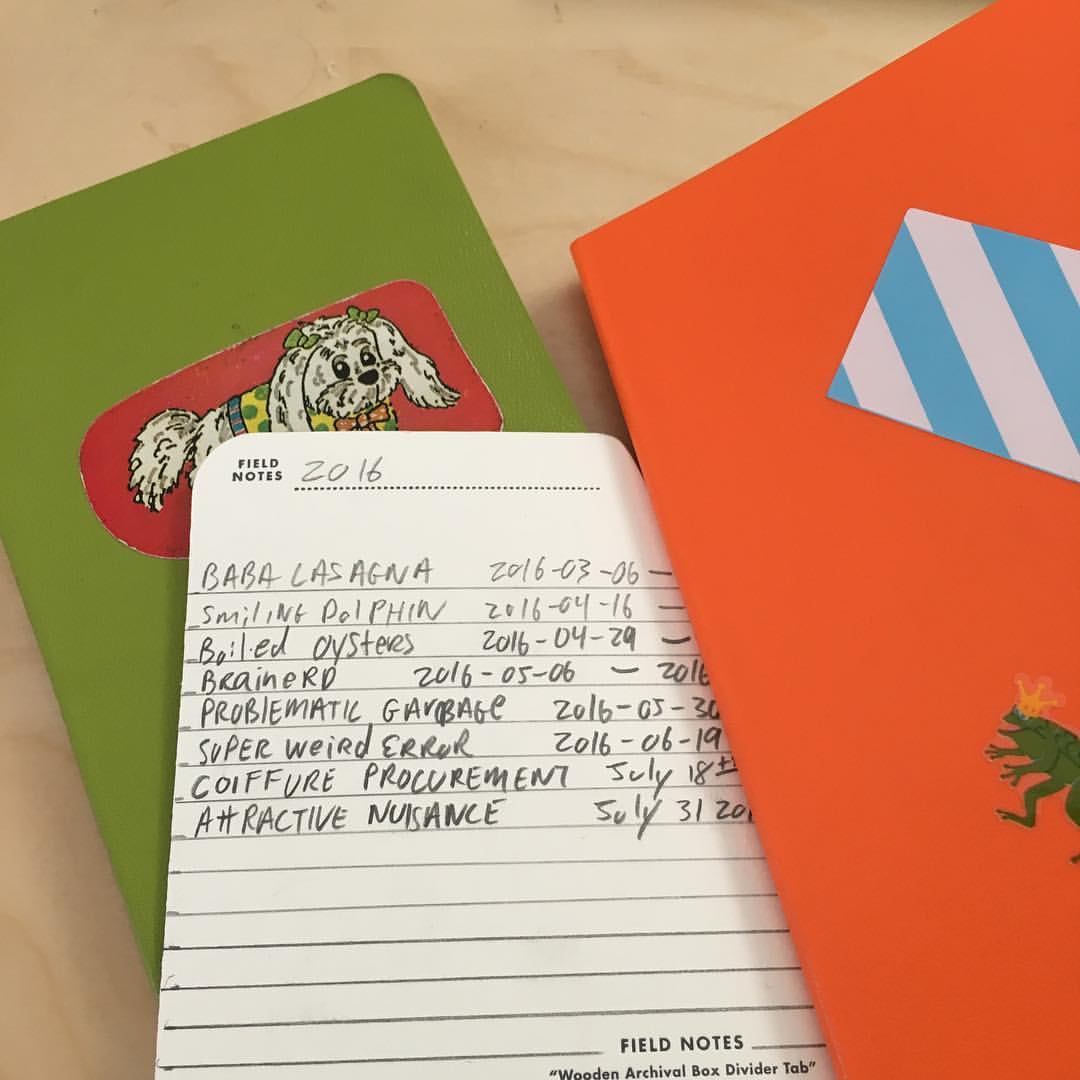 FIELD NOTES 2016
BABA LASAGNA 2016-03-06 —
SmiliNG DolPHIN 2016-04-16 —
Boiled oysters 2016-04-29 —
BRaineRD 2016-05-06 — 2016
PROBLEMATIC GARBAGe 2016-05-30
SUPER weird ERROR 2016-06-19
COIFFURE PROCUREMENT July 18th
ATTRACTIVE NUISANCE July 31 201
FIELD NOTES
"Wooden Archival Box Divider Tab"